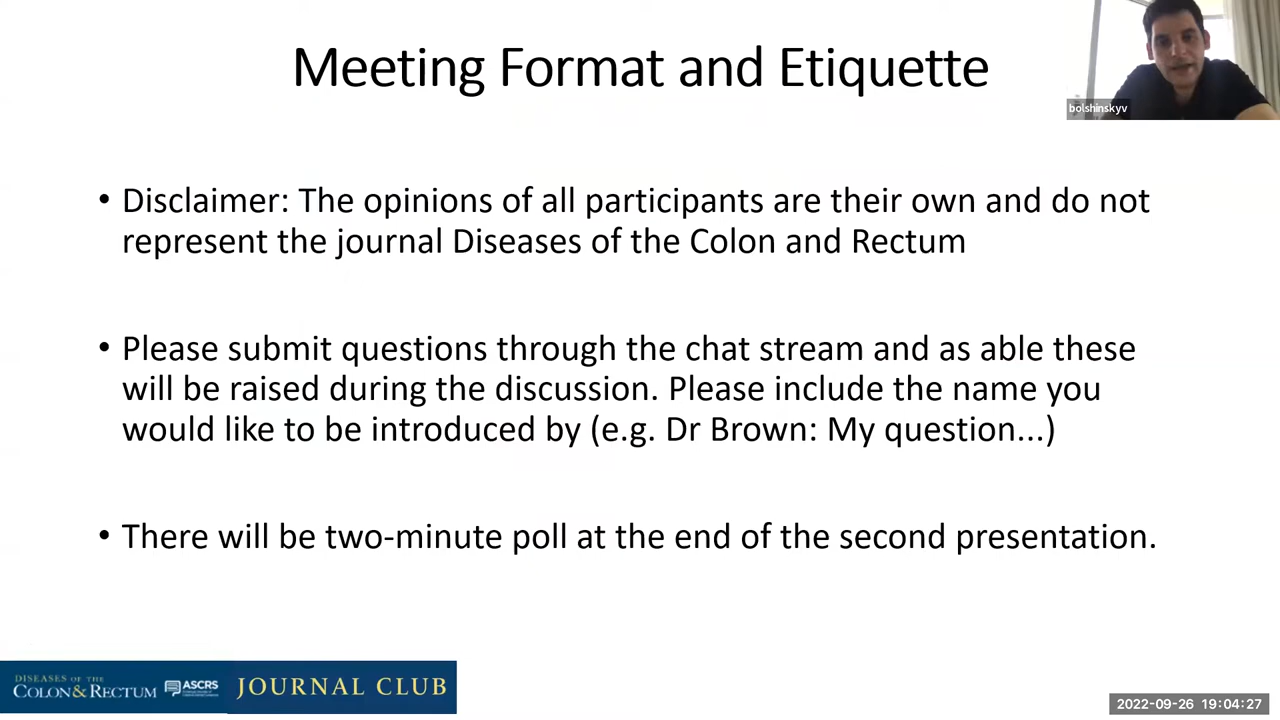 Meeting Format and Etiquette
bolshinskyv
• Disclaimer: The opinions of all participants are their own and do not
represent the journal Diseases of the Colon and Rectum
• Please submit questions through the chat stream and as able these
will be raised during the discussion. Please include the name you
would like to be introduced by (e.g. Dr Brown: My question...)
• There will be two-minute poll at the end of the second presentation.
DISEASES OF THE
COLON&RECTUM
ASCRS
JOURNAL CLUB
2022-09-26 19:04:27